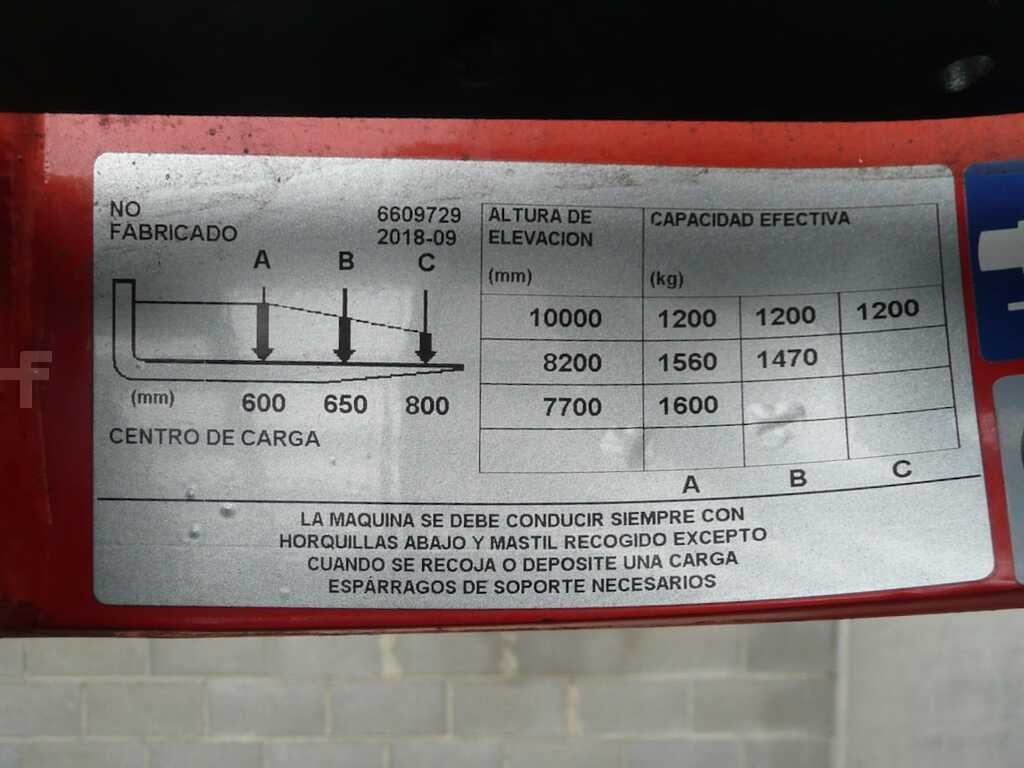 NO 6609729
FABRICADO 2018-09
A B C
(mm) 600 650 800
CENTRO DE CARGA
ALTURA DE ELEVACION (mm) CAPACIDAD EFECTIVA (kg)
10000 1200 1200 1200
8200 1560 1470
7700 1600
A B C
LA MAQUINA SE DEBE CONDUCIR SIEMPRE CON
HORQUILLAS ABAJO Y MASTIL RECOGIDO EXCEPTO
CUANDO SE RECOJA O DEPOSITE UNA CARGA
ESPÁRRAGOS DE SOPORTE NECESARIOS